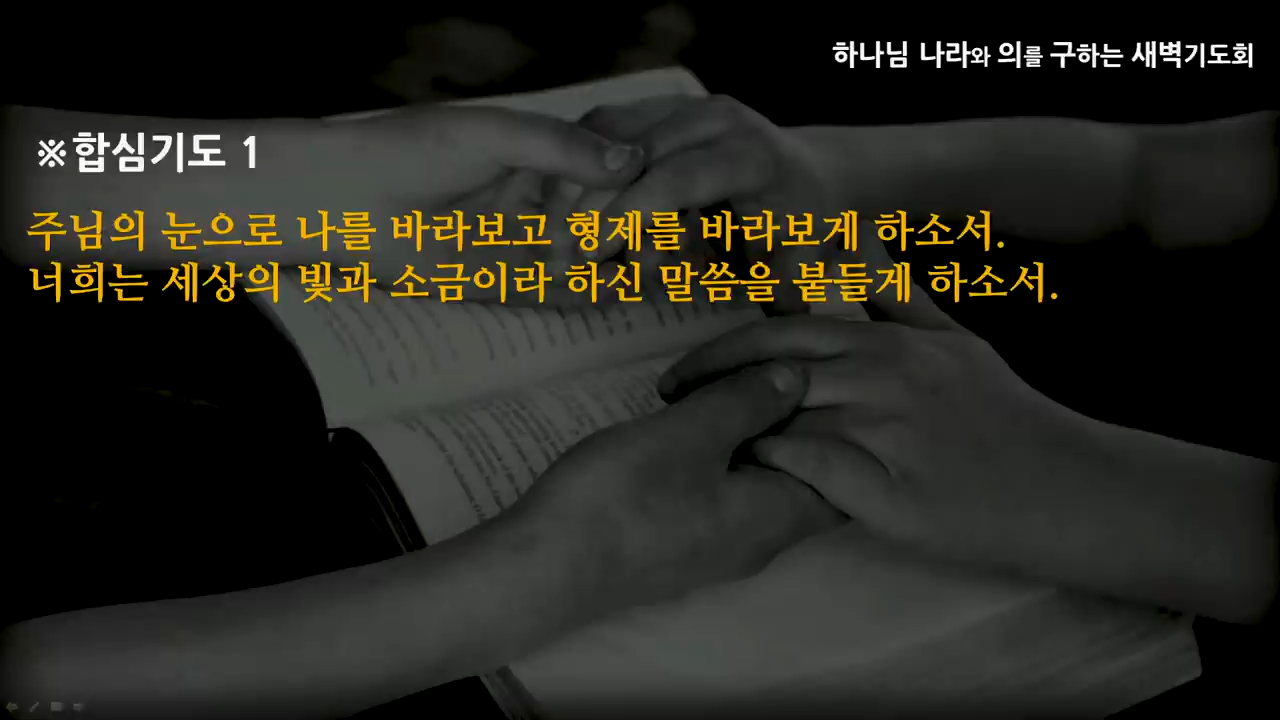 하나님 나라와 의를 구하는 새벽기도회
※합심기도 1
주님의 눈으로 나를 바라보고 형제를 바라보게 하소서.
너희는 세상의 빛과 소금이라 하신 말씀을 붙들게 하소서.